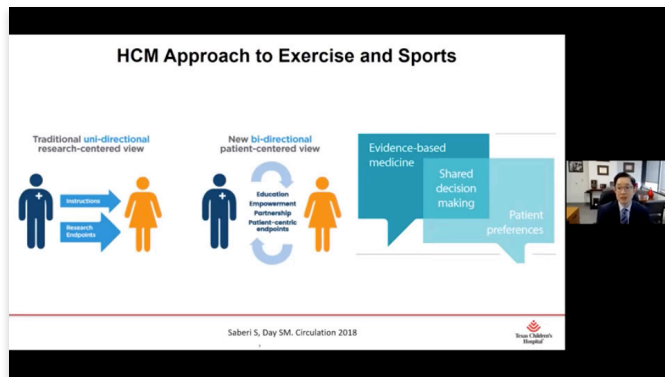 HCM Approach to Exercise and Sports
Traditional uni-directional
research-centered view
Instructions
Research
Endpoints
New bi-directional
patient-centered view
Education
Empowerment
Partnership
Patient-centric
endpoints
Evidence-based
medicine
Shared
decision
making
Patient
preferences
Saberi S, Day SM. Circulation 2018
Texas Children's
Hospital